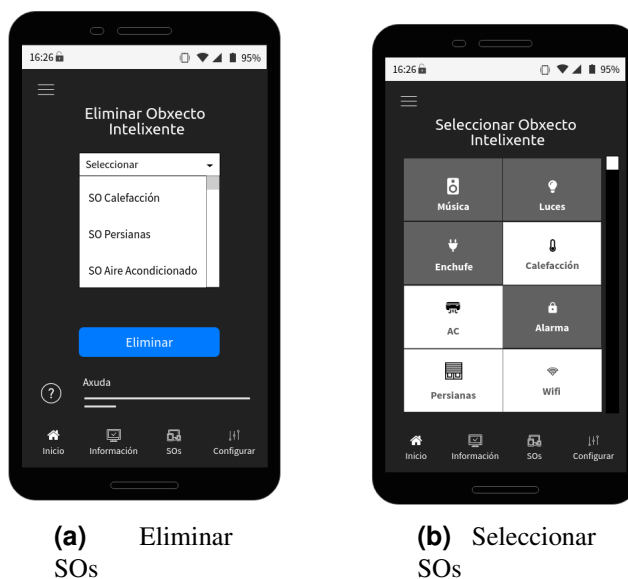 16:26 95%
Eliminar Obxecto
Intelixente
Seleccionar
SO Calefacción
SO Persianas
SO Aire Acondicionado
Eliminar
? Axuda
Inicio Información SOs Configurar
(a) Eliminar
SOs
16:26 95%
Seleccionar Obxecto
Intelixente
Música Luces
Enchufe Calefacción
AC Alarma
Persianas Wifi
Inicio Información SOs Configurar
(b) Seleccionar
SOs